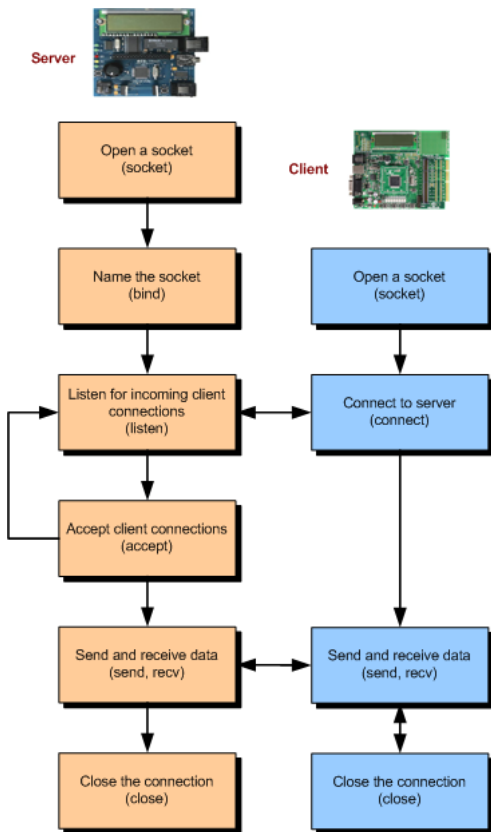 Server
Open a socket
(socket)
Name the socket
(bind)
Listen for incoming client
connections
(listen)
Accept client connections
(accept)
Send and receive data
(send, recv)
Close the connection
(close)
Client
Open a socket
(socket)
Connect to server
(connect)
Send and receive data
(send, recv)
Close the connection
(close)